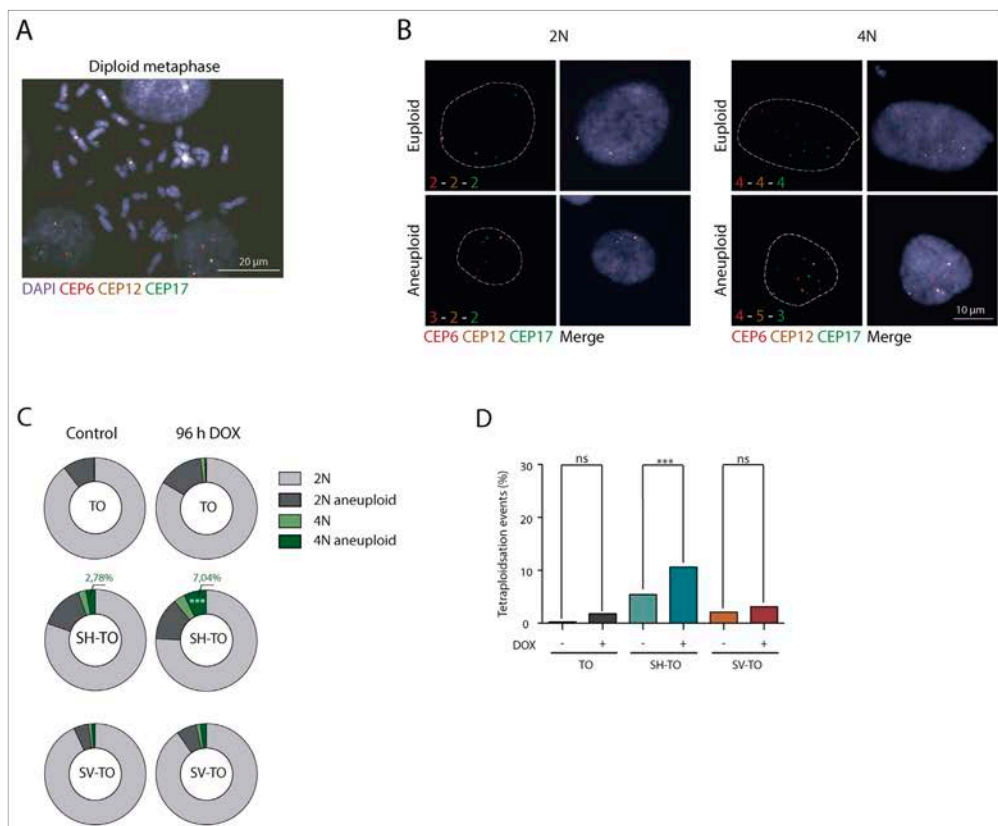 A
Diploid metaphase
20 µm
DAPI CEP6 CEP12 CEP17
B
2N
4N
Euploid
2 - 2 - 2
4 - 4 - 4
Aneuploid
3 - 2 - 2
4 - 5 - 3
10 µm
CEP6 CEP12 CEP17 Merge
CEP6 CEP12 CEP17 Merge
Euploid
Aneuploid
C
Control
96 h DOX
TO
TO
2N
2N aneuploid
4N
4N aneuploid
2,78%
7,04%
SH-TO
***
SH-TO
SV-TO
SV-TO
D
Tetraploidsation events (%)
30
20
10
0
ns
***
ns
DOX
- + - + - +
TO SH-TO SV-TO